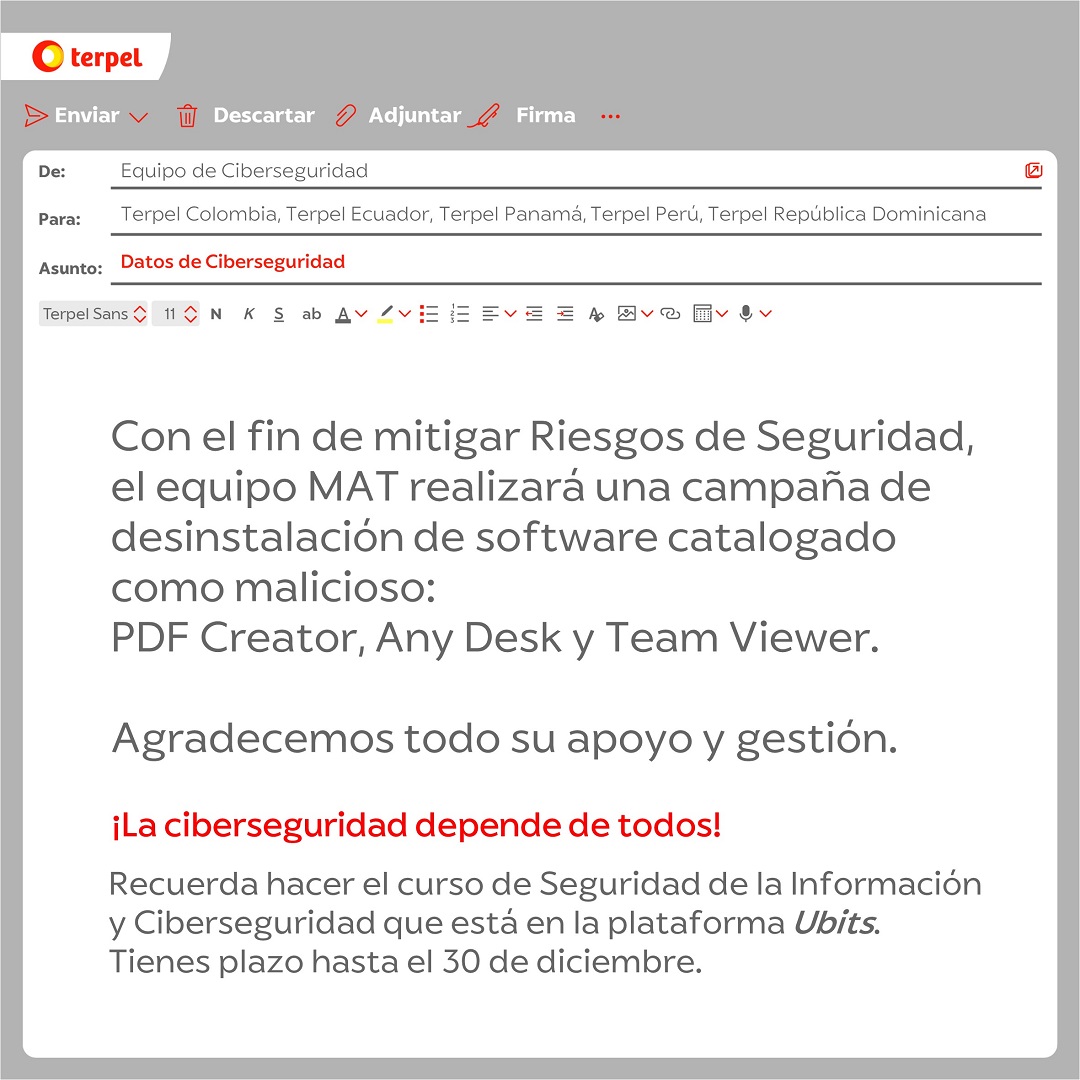 terpel
Enviar Descartar Adjuntar Firma ...
De: Equipo de Ciberseguridad
Para: Terpel Colombia, Terpel Ecuador, Terpel Panamá, Terpel Perú, Terpel República Dominicana
Asunto: Datos de Ciberseguridad
Terpel Sans 11 N K S ab A
Con el fin de mitigar Riesgos de Seguridad,
el equipo MAT realizará una campaña de
desinstalación de software catalogado
como malicioso:
PDF Creator, Any Desk y Team Viewer.
Agradecemos todo su apoyo y gestión.
¡La ciberseguridad depende de todos!
Recuerda hacer el curso de Seguridad de la Información
y Ciberseguridad que está en la plataforma Ubits.
Tienes plazo hasta el 30 de diciembre.